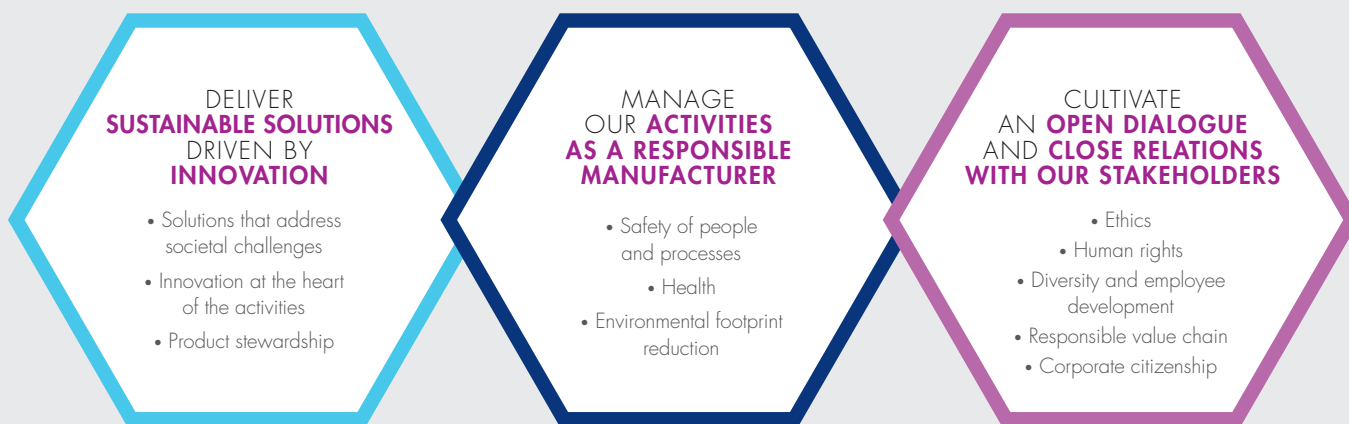 DELIVER
SUSTAINABLE SOLUTIONS
DRIVEN BY
INNOVATION
• Solutions that address
societal challenges
• Innovation at the heart
of the activities
• Product stewardship
MANAGE
OUR ACTIVITIES
AS A RESPONSIBLE
MANUFACTURER
• Safety of people
and processes
• Health
• Environmental footprint
reduction
CULTIVATE
AN OPEN DIALOGUE
AND CLOSE RELATIONS
WITH OUR STAKEHOLDERS
• Ethics
• Human rights
• Diversity and employee
development
• Responsible value chain
• Corporate citizenship